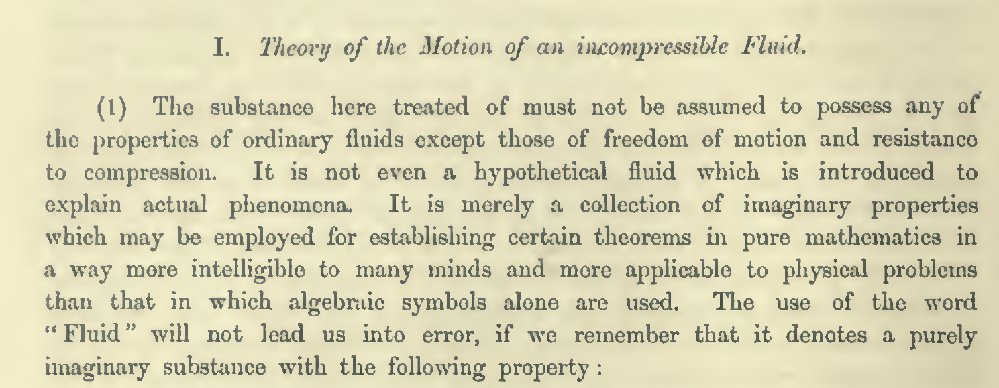 I. Theory of the Motion of an incompressible Fluid.
(1) The substance here treated of must not be assumed to possess any of
the properties of ordinary fluids except those of freedom of motion and resistance
to compression. It is not even a hypothetical fluid which is introduced to
explain actual phenomena. It is merely a collection of imaginary properties
which may be employed for establishing certain theorems in pure mathematics in
a way more intelligible to many minds and more applicable to physical problems
than that in which algebraic symbols alone are used. The use of the word
“Fluid” will not lead us into error, if we remember that it denotes a purely
imaginary substance with the following property :